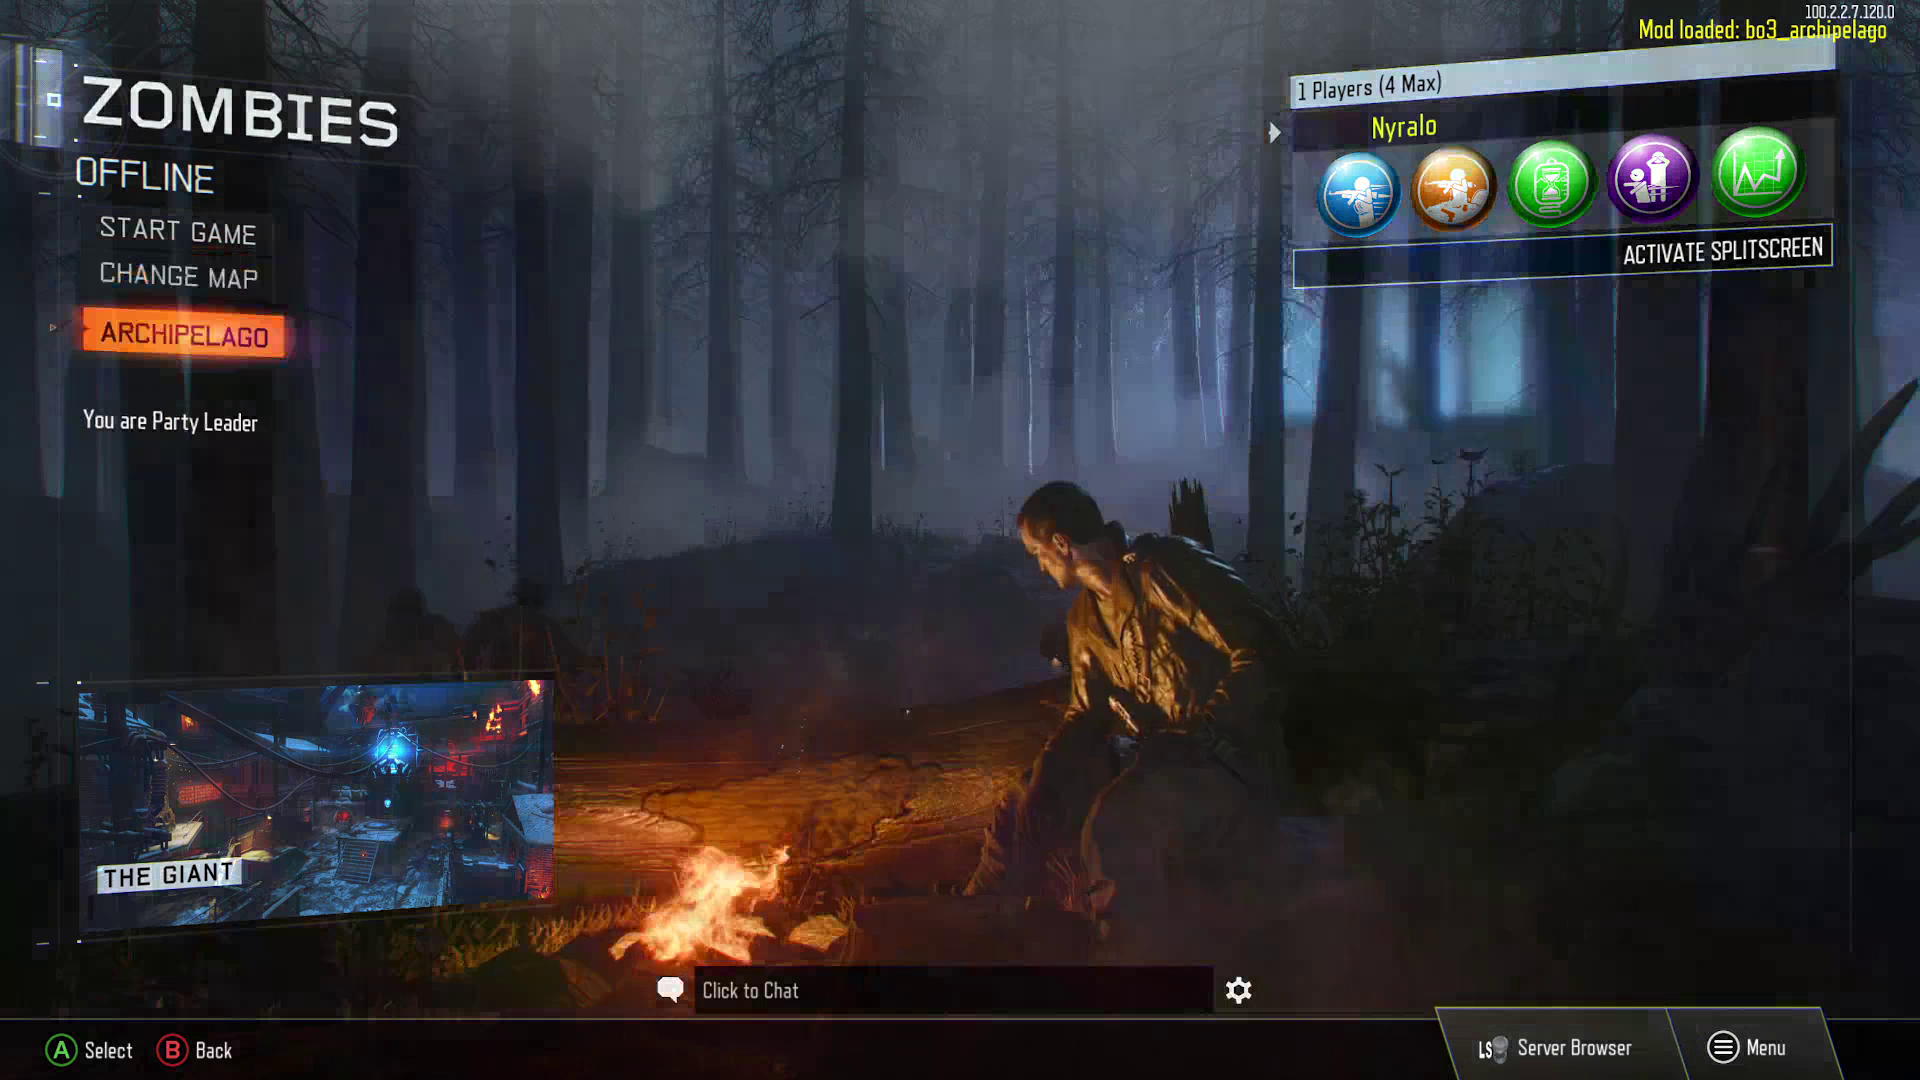 100.2.2.7.120.0
Mod loaded: bo3_archipelago
ZOMBIES
OFFLINE
START GAME
CHANGE MAP
ARCHIPELAGO
You are Party Leader
1 Players (4 Max)
Nyralo
ACTIVATE SPLITSCREEN
THE GIANT
Click to Chat
A Select
B Back
LS Server Browser
Menu